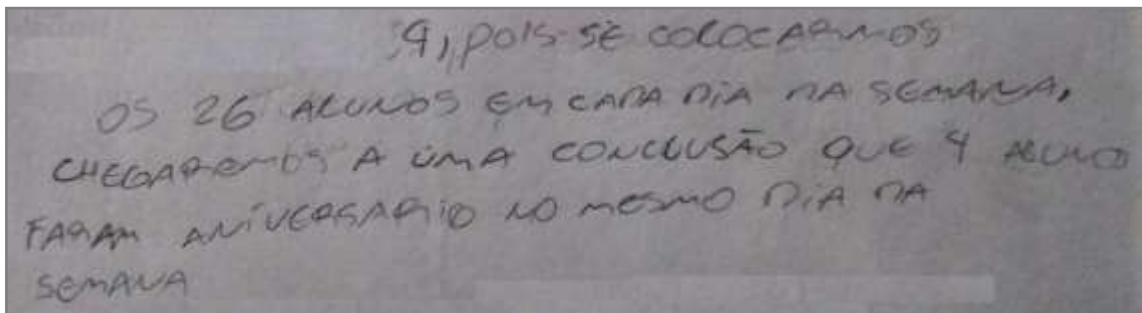 4, POIS SE COLOCARMOS
OS 26 ALUNOS EM CADA DIA DA SEMANA,
CHEGAREMOS A UMA CONCLUSÃO QUE 4 ALUNOS
FARAM ANIVERSARIO NO MESMO DIA DA
SEMANA